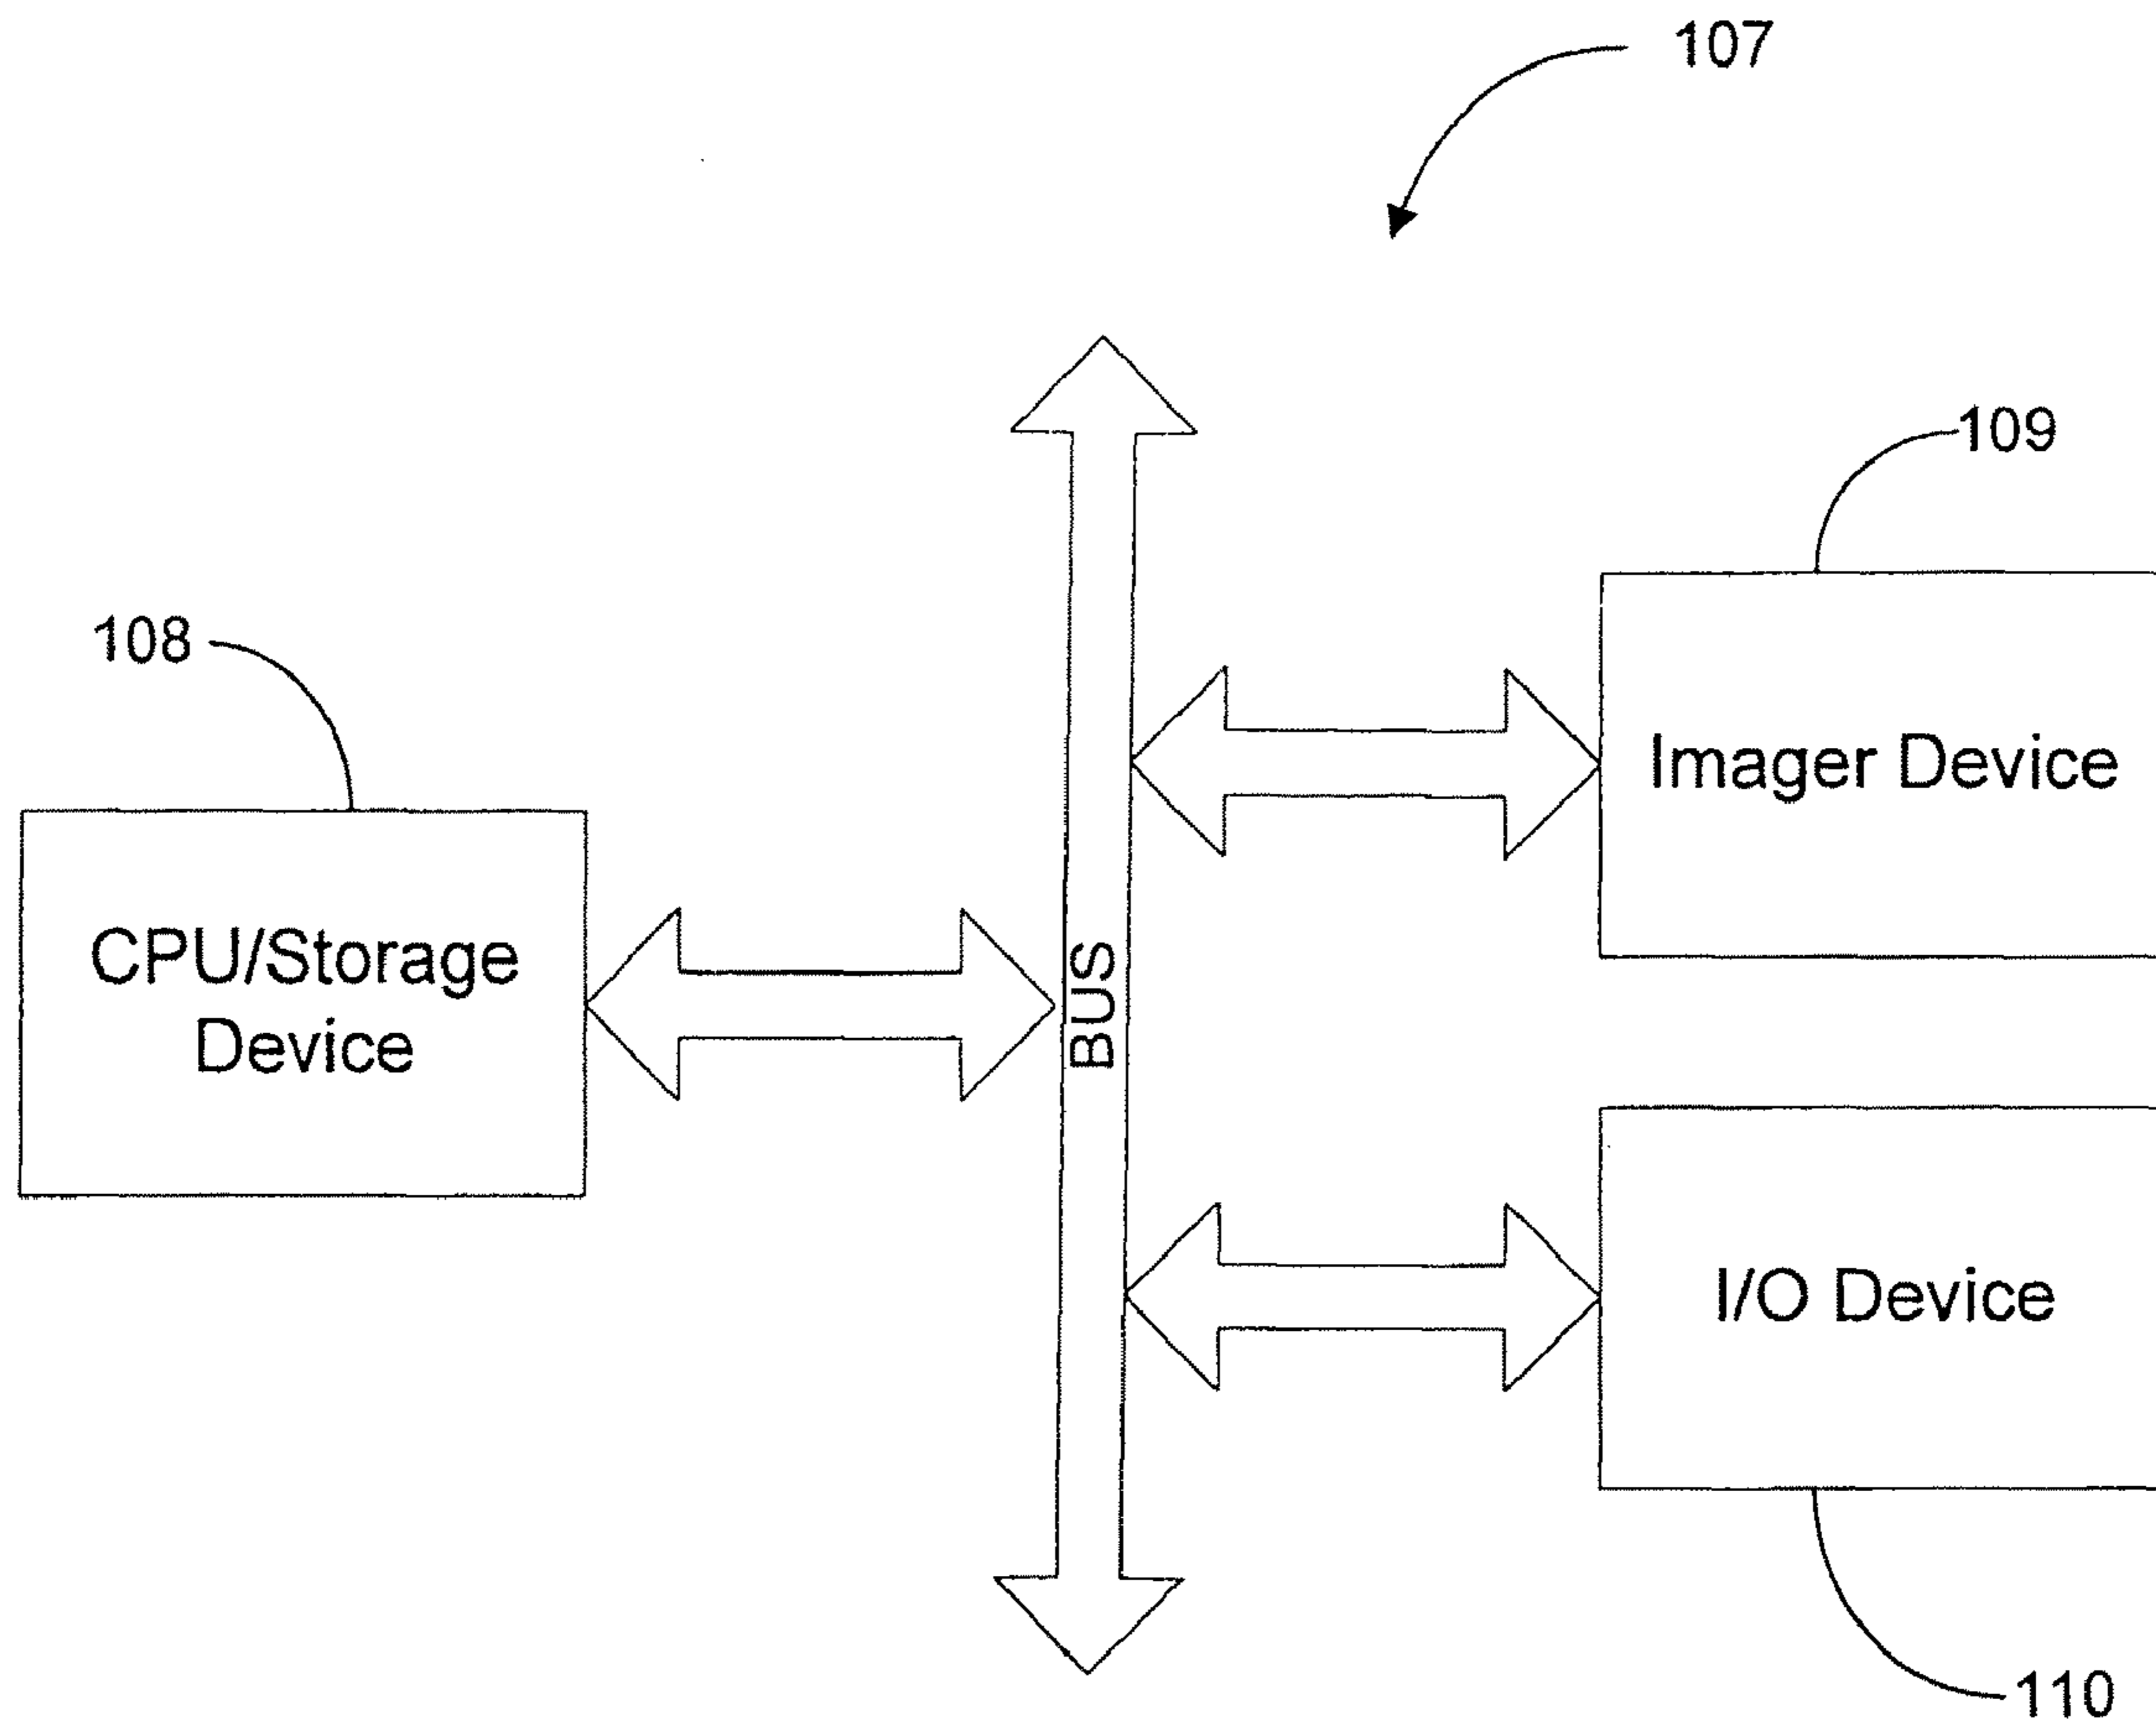 107
109
108
Imager Device
CPU/Storage
Device
BUS
I/O Device
110